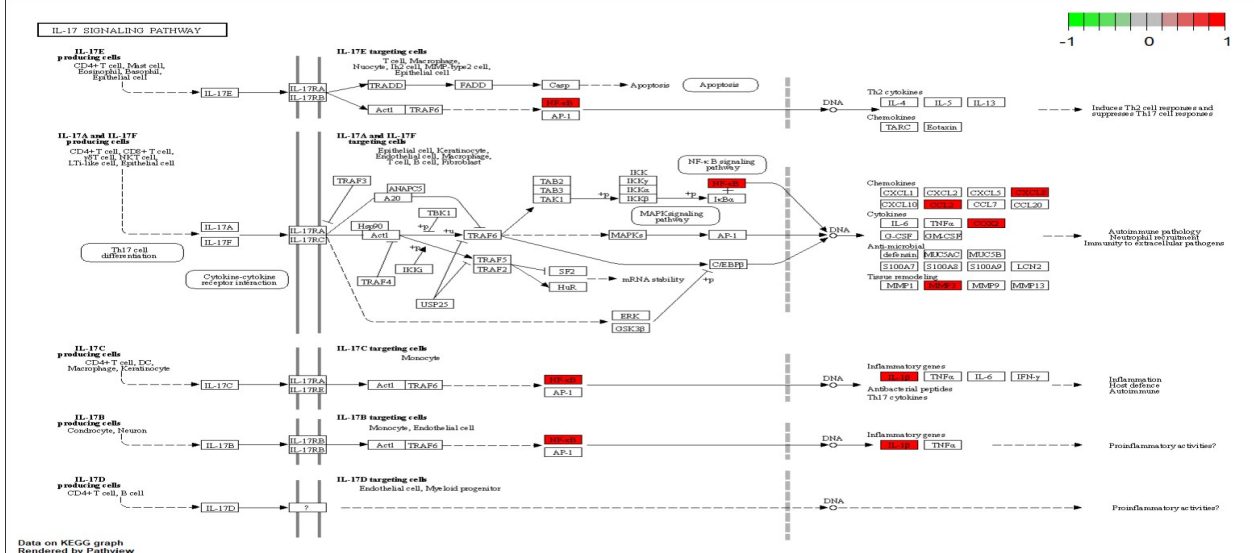 IL-17 SIGNALING PATHWAY
-1 0 1
IL-17E
producing cells
CD4+ T cell, Mast cell,
Eosinophil, Basophil,
Epithelial cell
IL-17E
IL-17RA
IL-17RB
IL-17E targeting cells
T cell, Macrophage,
Nuocyte, Ih2 cell, MMP-type2 cell,
Epithelial cell
TRADD
FADD
Casp
Apoptosis
Apoptosis
Act1
TRAF6
NF-κB
AP-1
DNA
Th2 cytokines
IL-4
IL-5
IL-13
Chemokines
TARC
Eotaxin
Induces Th2 cell responses and
suppresses Th17 cell responses
IL-17A and IL-17F
producing cells
CD4+ T cell, CD8+ T cell,
γδT cell, NKT cell,
LTi-like cell, Epithelial cell
IL-17A
IL-17F
Th17 cell
differentiation
Cytokine-cytokine
receptor interaction
IL-17RA
IL-17RC
IL-17A and IL-17F
targeting cells
Epithelial cell, Keratinocyte,
Endothelial cell, Macrophage,
T cell, B cell, Fibroblast
TRAF3
ANAPC5
A20
TBK1
Hsp90
Act1
+p
+u
TRAF6
+p
IKKi
TRAF4
TRAF5
TRAF2
USP25
SF2
HuR
mRNA stability
TAB2
TAB3
TAK1
+p
IKK
IKKγ
IKKα
IKKβ
+p
NF-κB signaling
pathway
NF-κB
IκBα
MAPK signaling
pathway
MAPKs
AP-1
C/EBPβ
+p
ERK
GSK3β
DNA
Chemokines
CXCL1
CXCL2
CXCL5
CXCL10
CCL2
CCL7
CCL20
Cytokines
IL-6
TNFα
COX2
G-CSF
GM-CSF
Anti-microbial
defensin
MUC5AC
MUC5B
S100A7
S100A8
S100A9
LCN2
Tissue remodeling
MMP1
MMP9
MMP13
Autoimmune pathology
Neutrophil recruitment
Immunity to extracellular pathogens
IL-17C
producing cells
CD4+ T cell, DC,
Macrophage, Keratinocyte
IL-17C
IL-17RA
IL-17RE
IL-17C targeting cells
Monocyte
Act1
TRAF6
NF-κB
AP-1
DNA
Inflammatory genes
IL-1β
TNFα
IL-6
IFN-γ
Antibacterial peptides
Th17 cytokines
Inflammation
Host defence
Autoimmune
IL-17B
producing cells
Condrocyte, Neuron
IL-17B
IL-17RB
IL-17RB
IL-17B targeting cells
Monocyte, Endothelial cell
Act1
TRAF6
NF-κB
AP-1
DNA
Inflammatory genes
IL-1β
TNFα
Proinflammatory activities?
IL-17D
producing cells
CD4+ T cell, B cell
IL-17D
?
IL-17D targeting cells
Endothelial cell, Myeloid progenitor
DNA
Proinflammatory activities?
Data on KEGG graph
Rendered by Pathview